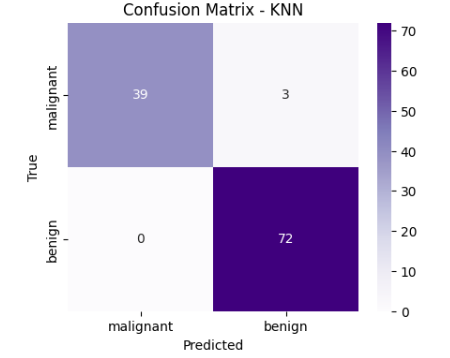 Confusion Matrix - KNN
malignant
39
3
benign
0
72
True
malignant
benign
Predicted
70
60
50
40
30
20
10
0